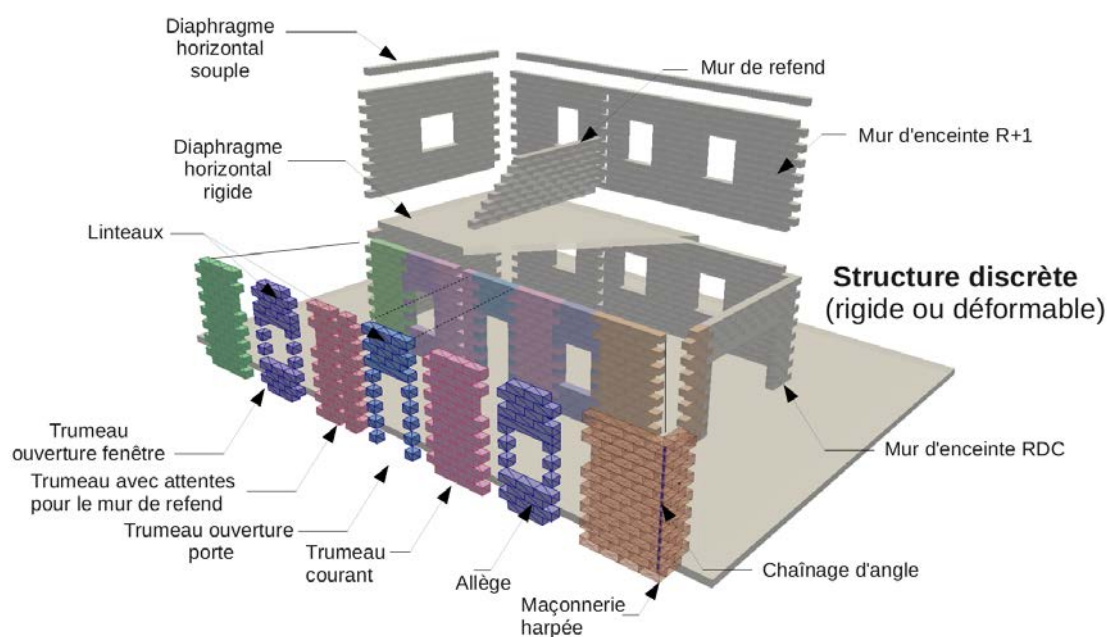 Diaphragme
horizontal
souple
Mur de refend
Mur d'enceinte R+1
Diaphragme
horizontal
rigide
Linteaux
Structure discrète
(rigide ou déformable)
Trumeau
ouverture fenêtre
Trumeau avec attentes
pour le mur de refend
Trumeau ouverture
porte
Trumeau
courant
Allège
Maçonnerie
harpée
Chaînage d'angle
Mur d'enceinte RDC